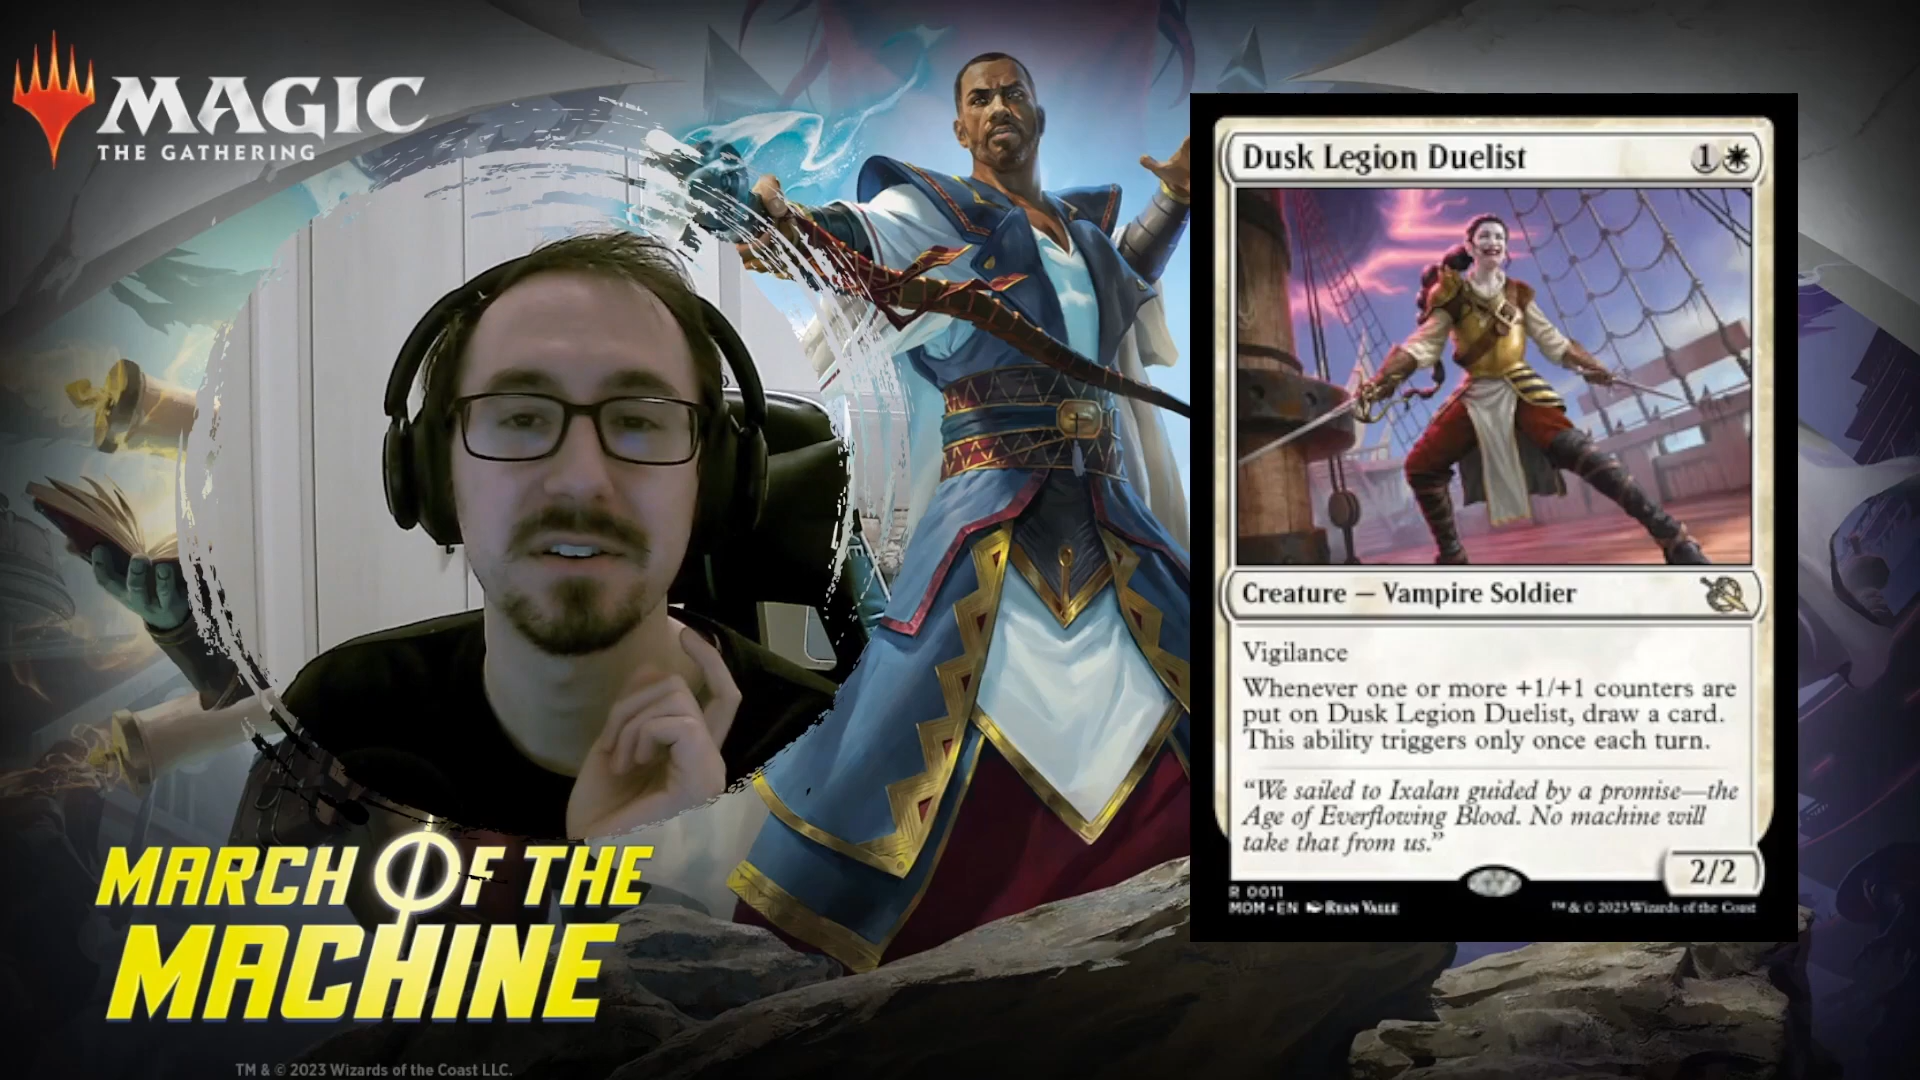 MAGIC
THE GATHERING
Dusk Legion Duelist 1
Creature — Vampire Soldier
Vigilance
Whenever one or more +1/+1 counters are
put on Dusk Legion Duelist, draw a card.
This ability triggers only once each turn.
“We sailed to Ixalan guided by a promise—the
Age of Everflowing Blood. No machine will
take that from us.”
2/2
R 0011
MOM • EN Ryan Valle
™ & © 2023 Wizards of the Coast
MARCH OF THE
MACHINE
TM & © 2023 Wizards of the Coast LLC.